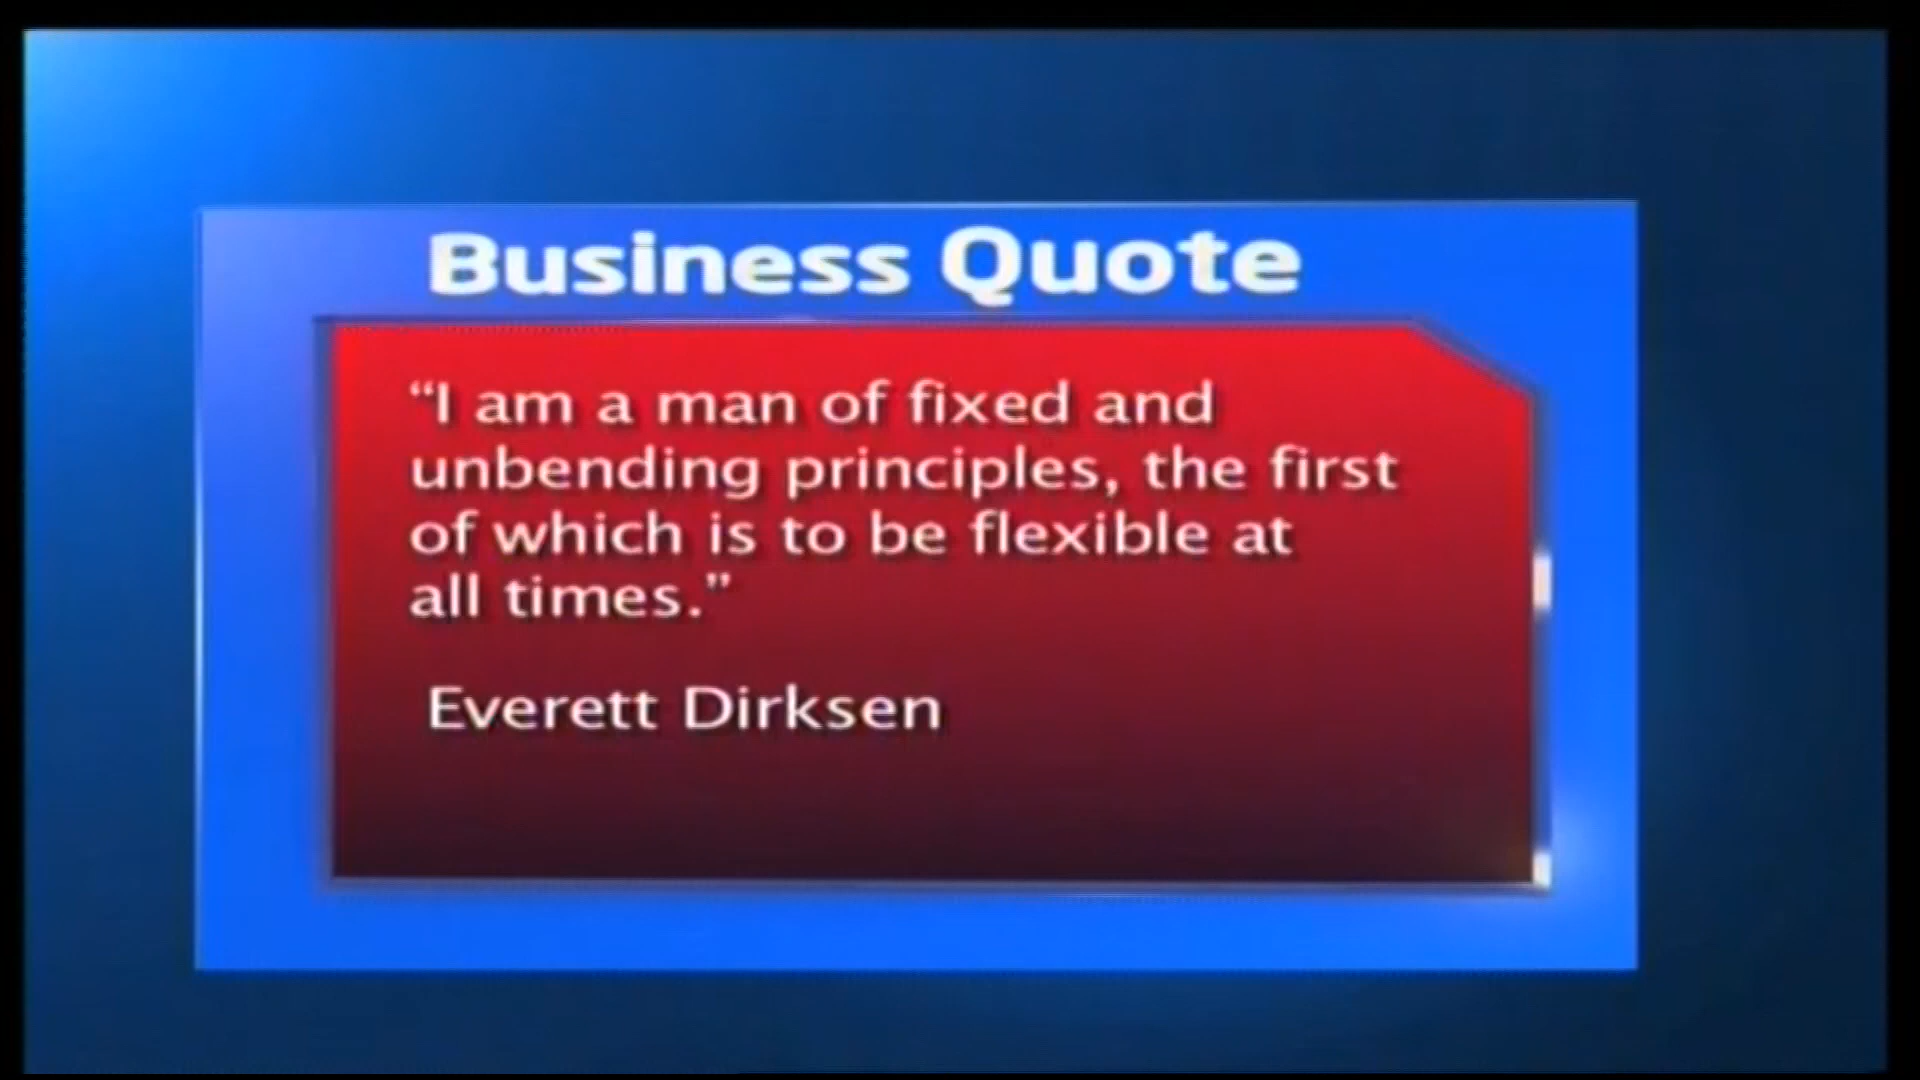 Business Quote
“I am a man of fixed and
unbending principles, the first
of which is to be flexible at
all times.”
Everett Dirksen